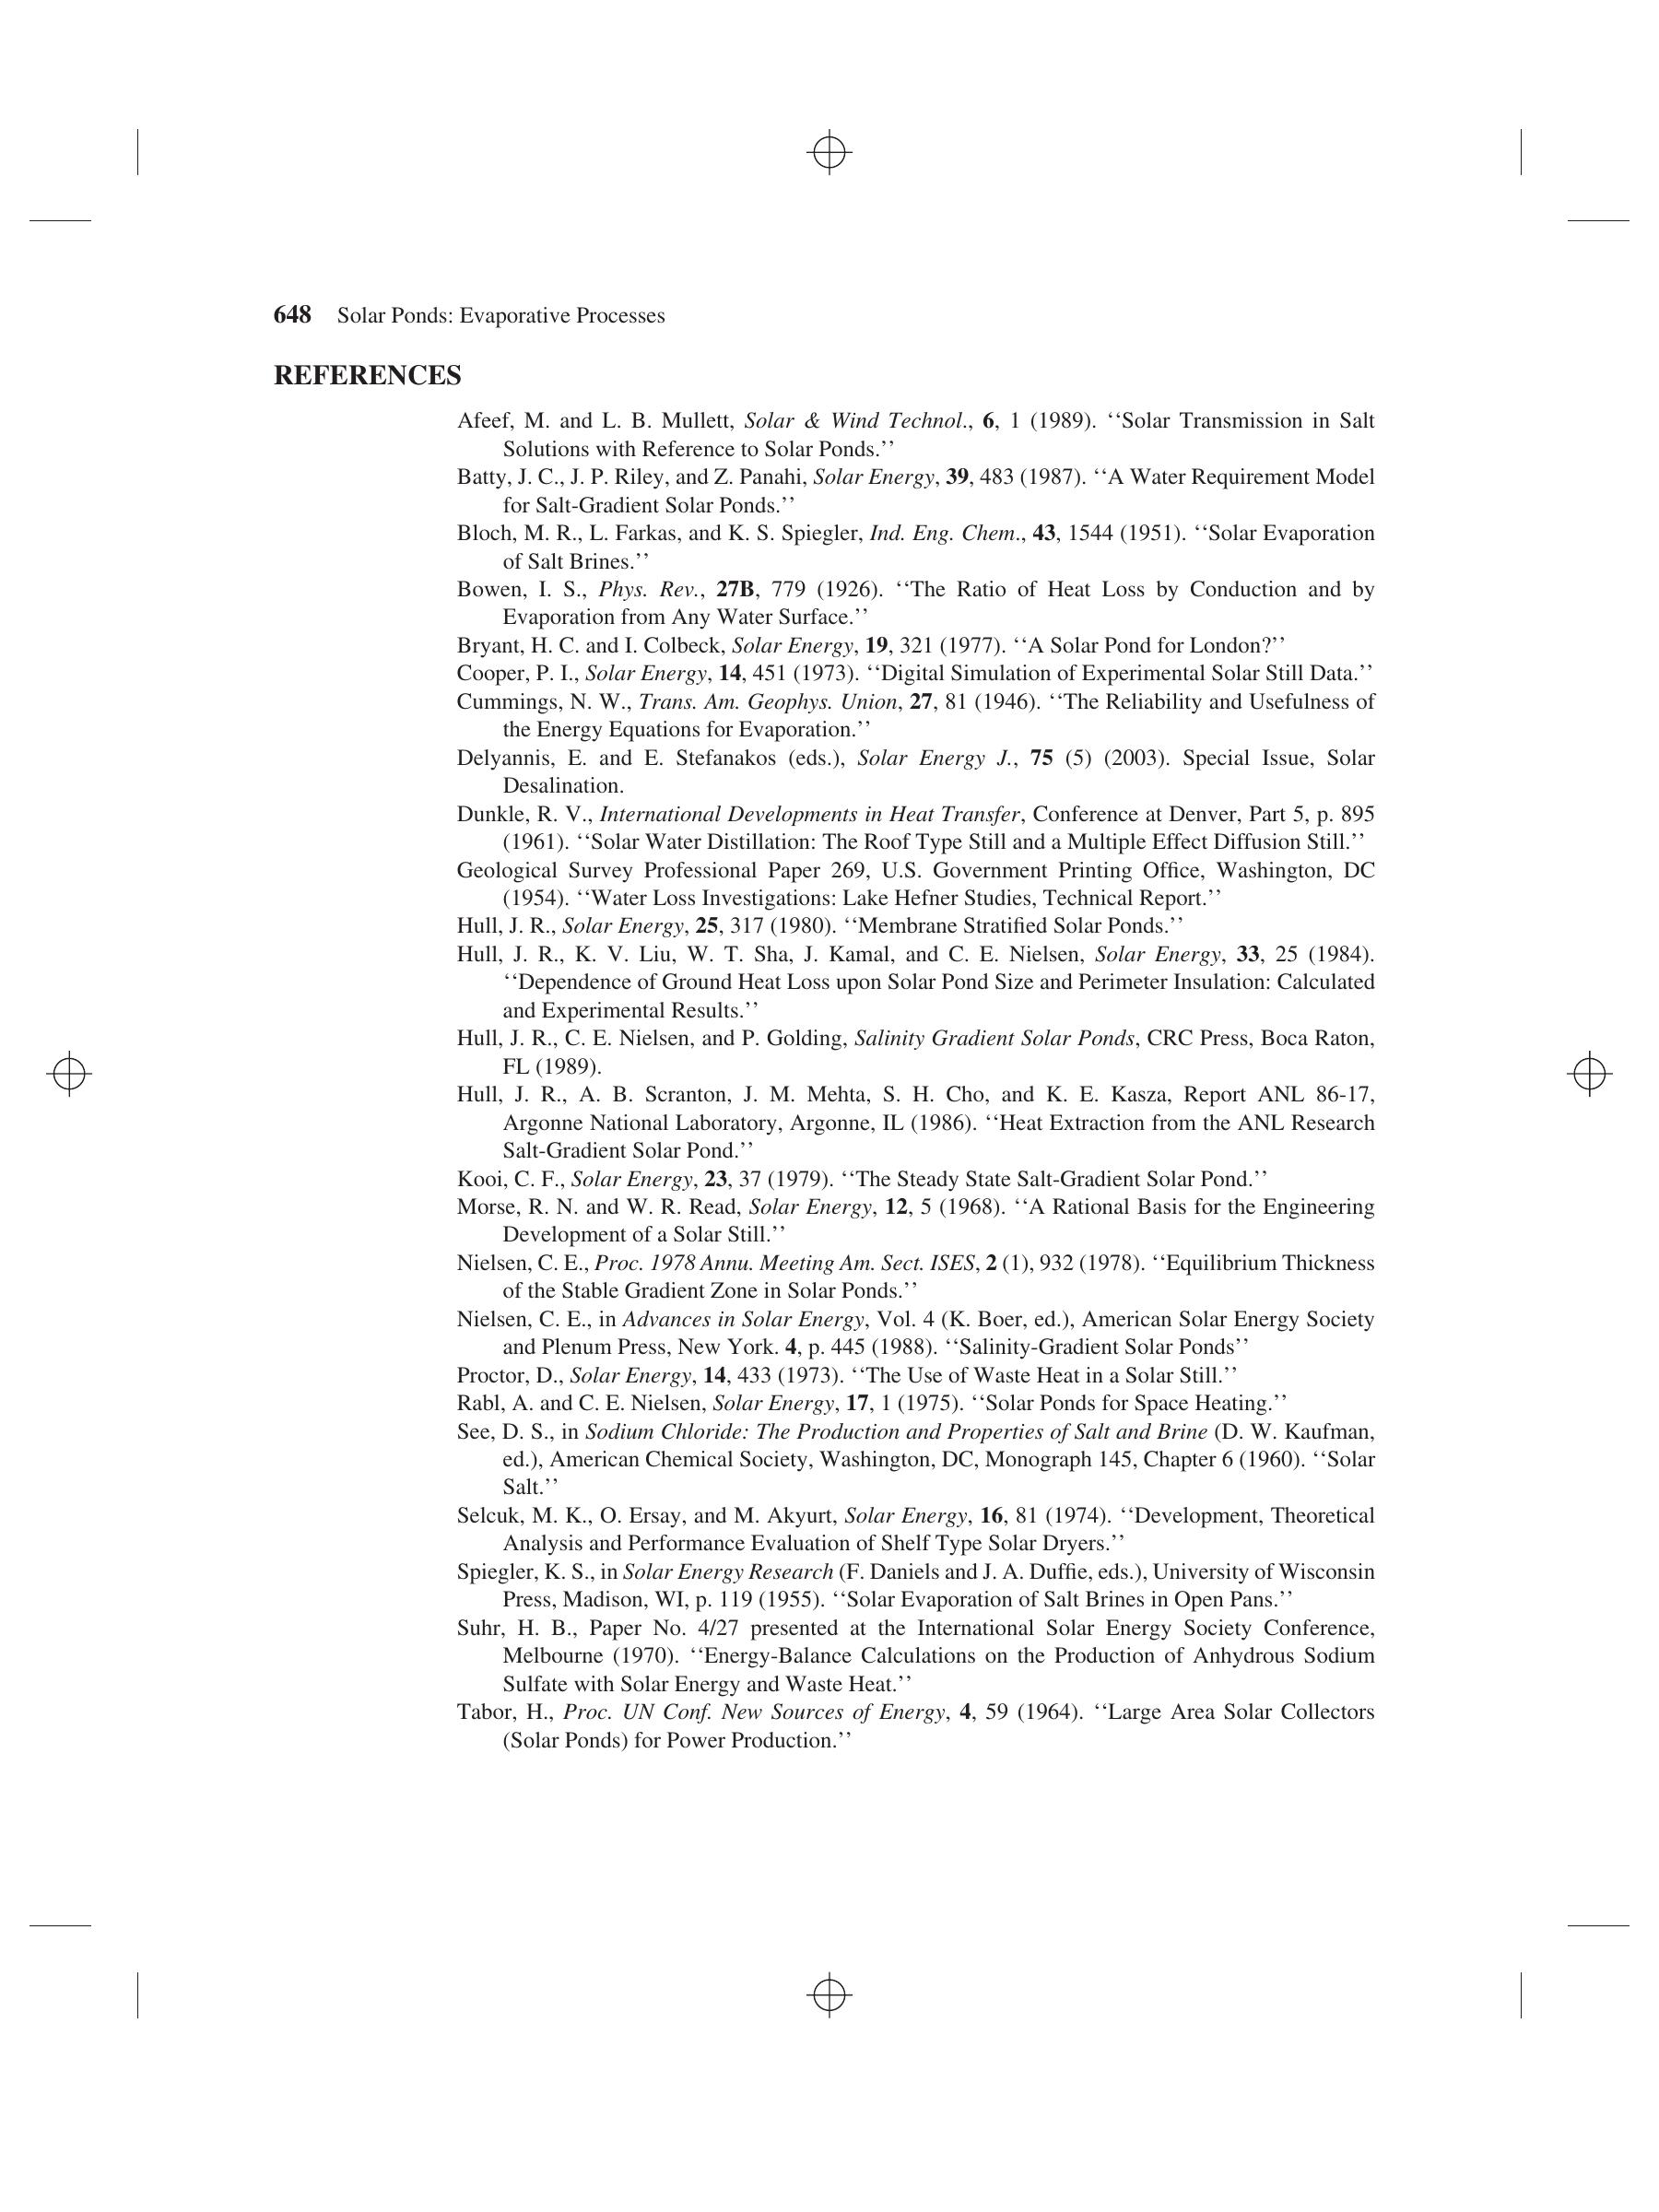 648 Solar Ponds: Evaporative Processes
REFERENCES
Afeef, M. and L. B. Mullett, Solar & Wind Technol., 6, 1 (1989). ‘‘Solar Transmission in Salt
Solutions with Reference to Solar Ponds.’’
Batty, J. C., J. P. Riley, and Z. Panahi, Solar Energy, 39, 483 (1987). ‘‘A Water Requirement Model
for Salt-Gradient Solar Ponds.’’
Bloch, M. R., L. Farkas, and K. S. Spiegler, Ind. Eng. Chem., 43, 1544 (1951). ‘‘Solar Evaporation
of Salt Brines.’’
Bowen, I. S., Phys. Rev., 27B, 779 (1926). ‘‘The Ratio of Heat Loss by Conduction and by
Evaporation from Any Water Surface.’’
Bryant, H. C. and I. Colbeck, Solar Energy, 19, 321 (1977). ‘‘A Solar Pond for London?’’
Cooper, P. I., Solar Energy, 14, 451 (1973). ‘‘Digital Simulation of Experimental Solar Still Data.’’
Cummings, N. W., Trans. Am. Geophys. Union, 27, 81 (1946). ‘‘The Reliability and Usefulness of
the Energy Equations for Evaporation.’’
Delyannis, E. and E. Stefanakos (eds.), Solar Energy J., 75 (5) (2003). Special Issue, Solar
Desalination.
Dunkle, R. V., International Developments in Heat Transfer, Conference at Denver, Part 5, p. 895
(1961). ‘‘Solar Water Distillation: The Roof Type Still and a Multiple Effect Diffusion Still.’’
Geological Survey Professional Paper 269, U.S. Government Printing Office, Washington, DC
(1954). ‘‘Water Loss Investigations: Lake Hefner Studies, Technical Report.’’
Hull, J. R., Solar Energy, 25, 317 (1980). ‘‘Membrane Stratified Solar Ponds.’’
Hull, J. R., K. V. Liu, W. T. Sha, J. Kamal, and C. E. Nielsen, Solar Energy, 33, 25 (1984).
‘‘Dependence of Ground Heat Loss upon Solar Pond Size and Perimeter Insulation: Calculated
and Experimental Results.’’
Hull, J. R., C. E. Nielsen, and P. Golding, Salinity Gradient Solar Ponds, CRC Press, Boca Raton,
FL (1989).
Hull, J. R., A. B. Scranton, J. M. Mehta, S. H. Cho, and K. E. Kasza, Report ANL 86-17,
Argonne National Laboratory, Argonne, IL (1986). ‘‘Heat Extraction from the ANL Research
Salt-Gradient Solar Pond.’’
Kooi, C. F., Solar Energy, 23, 37 (1979). ‘‘The Steady State Salt-Gradient Solar Pond.’’
Morse, R. N. and W. R. Read, Solar Energy, 12, 5 (1968). ‘‘A Rational Basis for the Engineering
Development of a Solar Still.’’
Nielsen, C. E., Proc. 1978 Annu. Meeting Am. Sect. ISES, 2 (1), 932 (1978). ‘‘Equilibrium Thickness
of the Stable Gradient Zone in Solar Ponds.’’
Nielsen, C. E., in Advances in Solar Energy, Vol. 4 (K. Boer, ed.), American Solar Energy Society
and Plenum Press, New York. 4, p. 445 (1988). ‘‘Salinity-Gradient Solar Ponds’’
Proctor, D., Solar Energy, 14, 433 (1973). ‘‘The Use of Waste Heat in a Solar Still.’’
Rabl, A. and C. E. Nielsen, Solar Energy, 17, 1 (1975). ‘‘Solar Ponds for Space Heating.’’
See, D. S., in Sodium Chloride: The Production and Properties of Salt and Brine (D. W. Kaufman,
ed.), American Chemical Society, Washington, DC, Monograph 145, Chapter 6 (1960). ‘‘Solar
Salt.’’
Selcuk, M. K., O. Ersay, and M. Akyurt, Solar Energy, 16, 81 (1974). ‘‘Development, Theoretical
Analysis and Performance Evaluation of Shelf Type Solar Dryers.’’
Spiegler, K. S., in Solar Energy Research (F. Daniels and J. A. Duffie, eds.), University of Wisconsin
Press, Madison, WI, p. 119 (1955). ‘‘Solar Evaporation of Salt Brines in Open Pans.’’
Suhr, H. B., Paper No. 4/27 presented at the International Solar Energy Society Conference,
Melbourne (1970). ‘‘Energy-Balance Calculations on the Production of Anhydrous Sodium
Sulfate with Solar Energy and Waste Heat.’’
Tabor, H., Proc. UN Conf. New Sources of Energy, 4, 59 (1964). ‘‘Large Area Solar Collectors
(Solar Ponds) for Power Production.’’